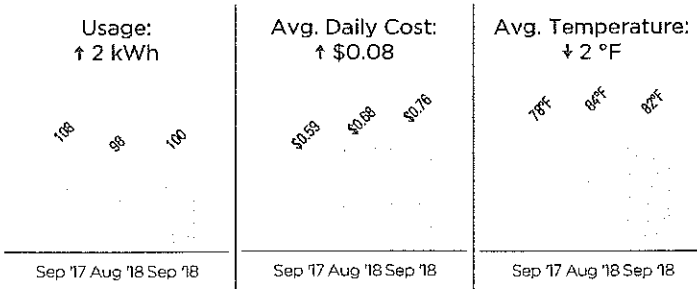 Usage:
↑ 2 kWh
108 98 100
Sep '17 Aug '18 Sep '18
Avg. Daily Cost:
↑ $0.08
$0.59 $0.68 $0.76
Sep '17 Aug '18 Sep '18
Avg. Temperature:
↓ 2 °F
78°F 84°F 82°F
Sep '17 Aug '18 Sep '18